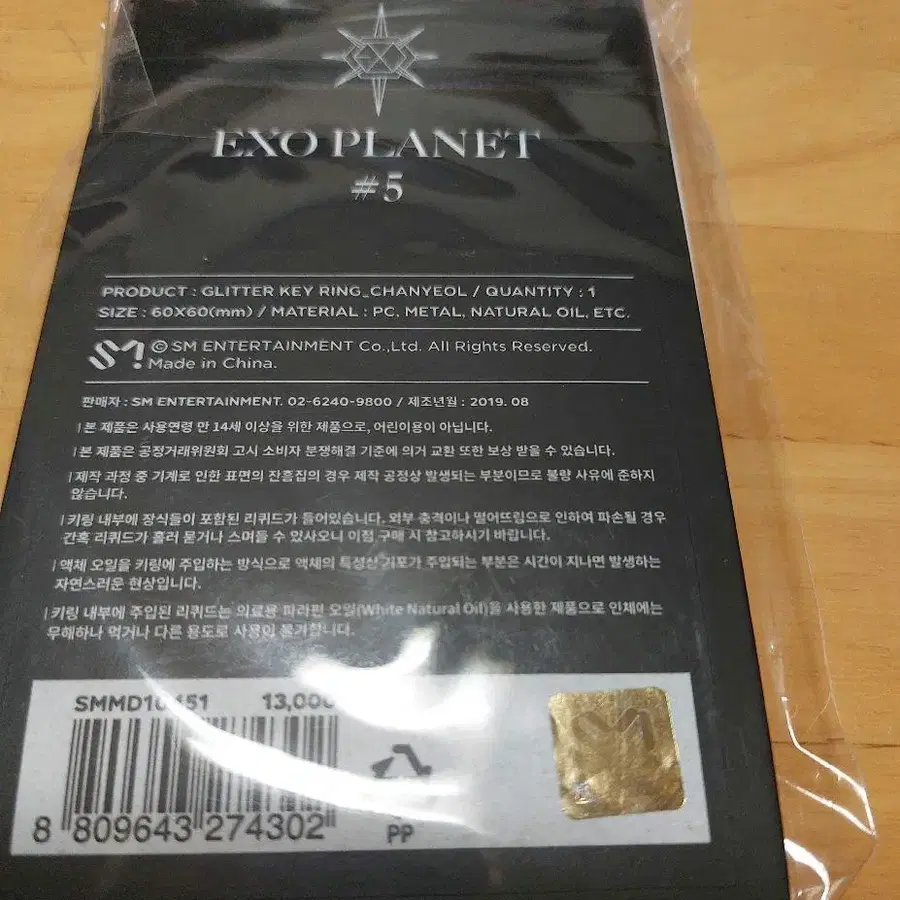 EXO
EXO PLANET
#5
PRODUCT : GLITTER KEY RING_CHANYEOL / QUANTITY : 1
SIZE : 60X60(mm) / MATERIAL : PC, METAL, NATURAL OIL, ETC.
SM © SM ENTERTAINMENT Co.,Ltd. All Rights Reserved.
Made in China.
판매자 : SM ENTERTAINMENT. 02-6240-9800 / 제조년월 : 2019. 08
| 본 제품은 사용연령 만 14세 이상을 위한 제품으로, 어린이용이 아닙니다.
| 본 제품은 공정거래위원회 고시 소비자 분쟁해결 기준에 의거 교환 또한 보상 받을 수 있습니다.
| 제작 과정 중 기계로 인한 표면의 잔흠집의 경우 제작 공정상 발생되는 부분이므로 불량 사유에 준하지
않습니다.
| 키링 내부에 장식들이 포함된 리퀴드가 들어있습니다. 외부 충격이나 떨어뜨림으로 인하여 파손될 경우
간혹 리퀴드가 흘러 묻거나 스며들 수 있사오니 이점 구매 시 참고하시기 바랍니다.
| 액체 오일을 키링에 주입하는 방식으로 액체의 특성상 기포가 주입되는 부분은 시간이 지나면 발생하는
자연스러운 현상입니다.
| 키링 내부에 주입된 리퀴드는 의료용 파라핀 오일(White Natural Oil)을 사용한 제품으로 인체에는
무해하나 먹거나 다른 용도로 사용이 불가합니다.
13,000
8 809643 274302
PP
SM